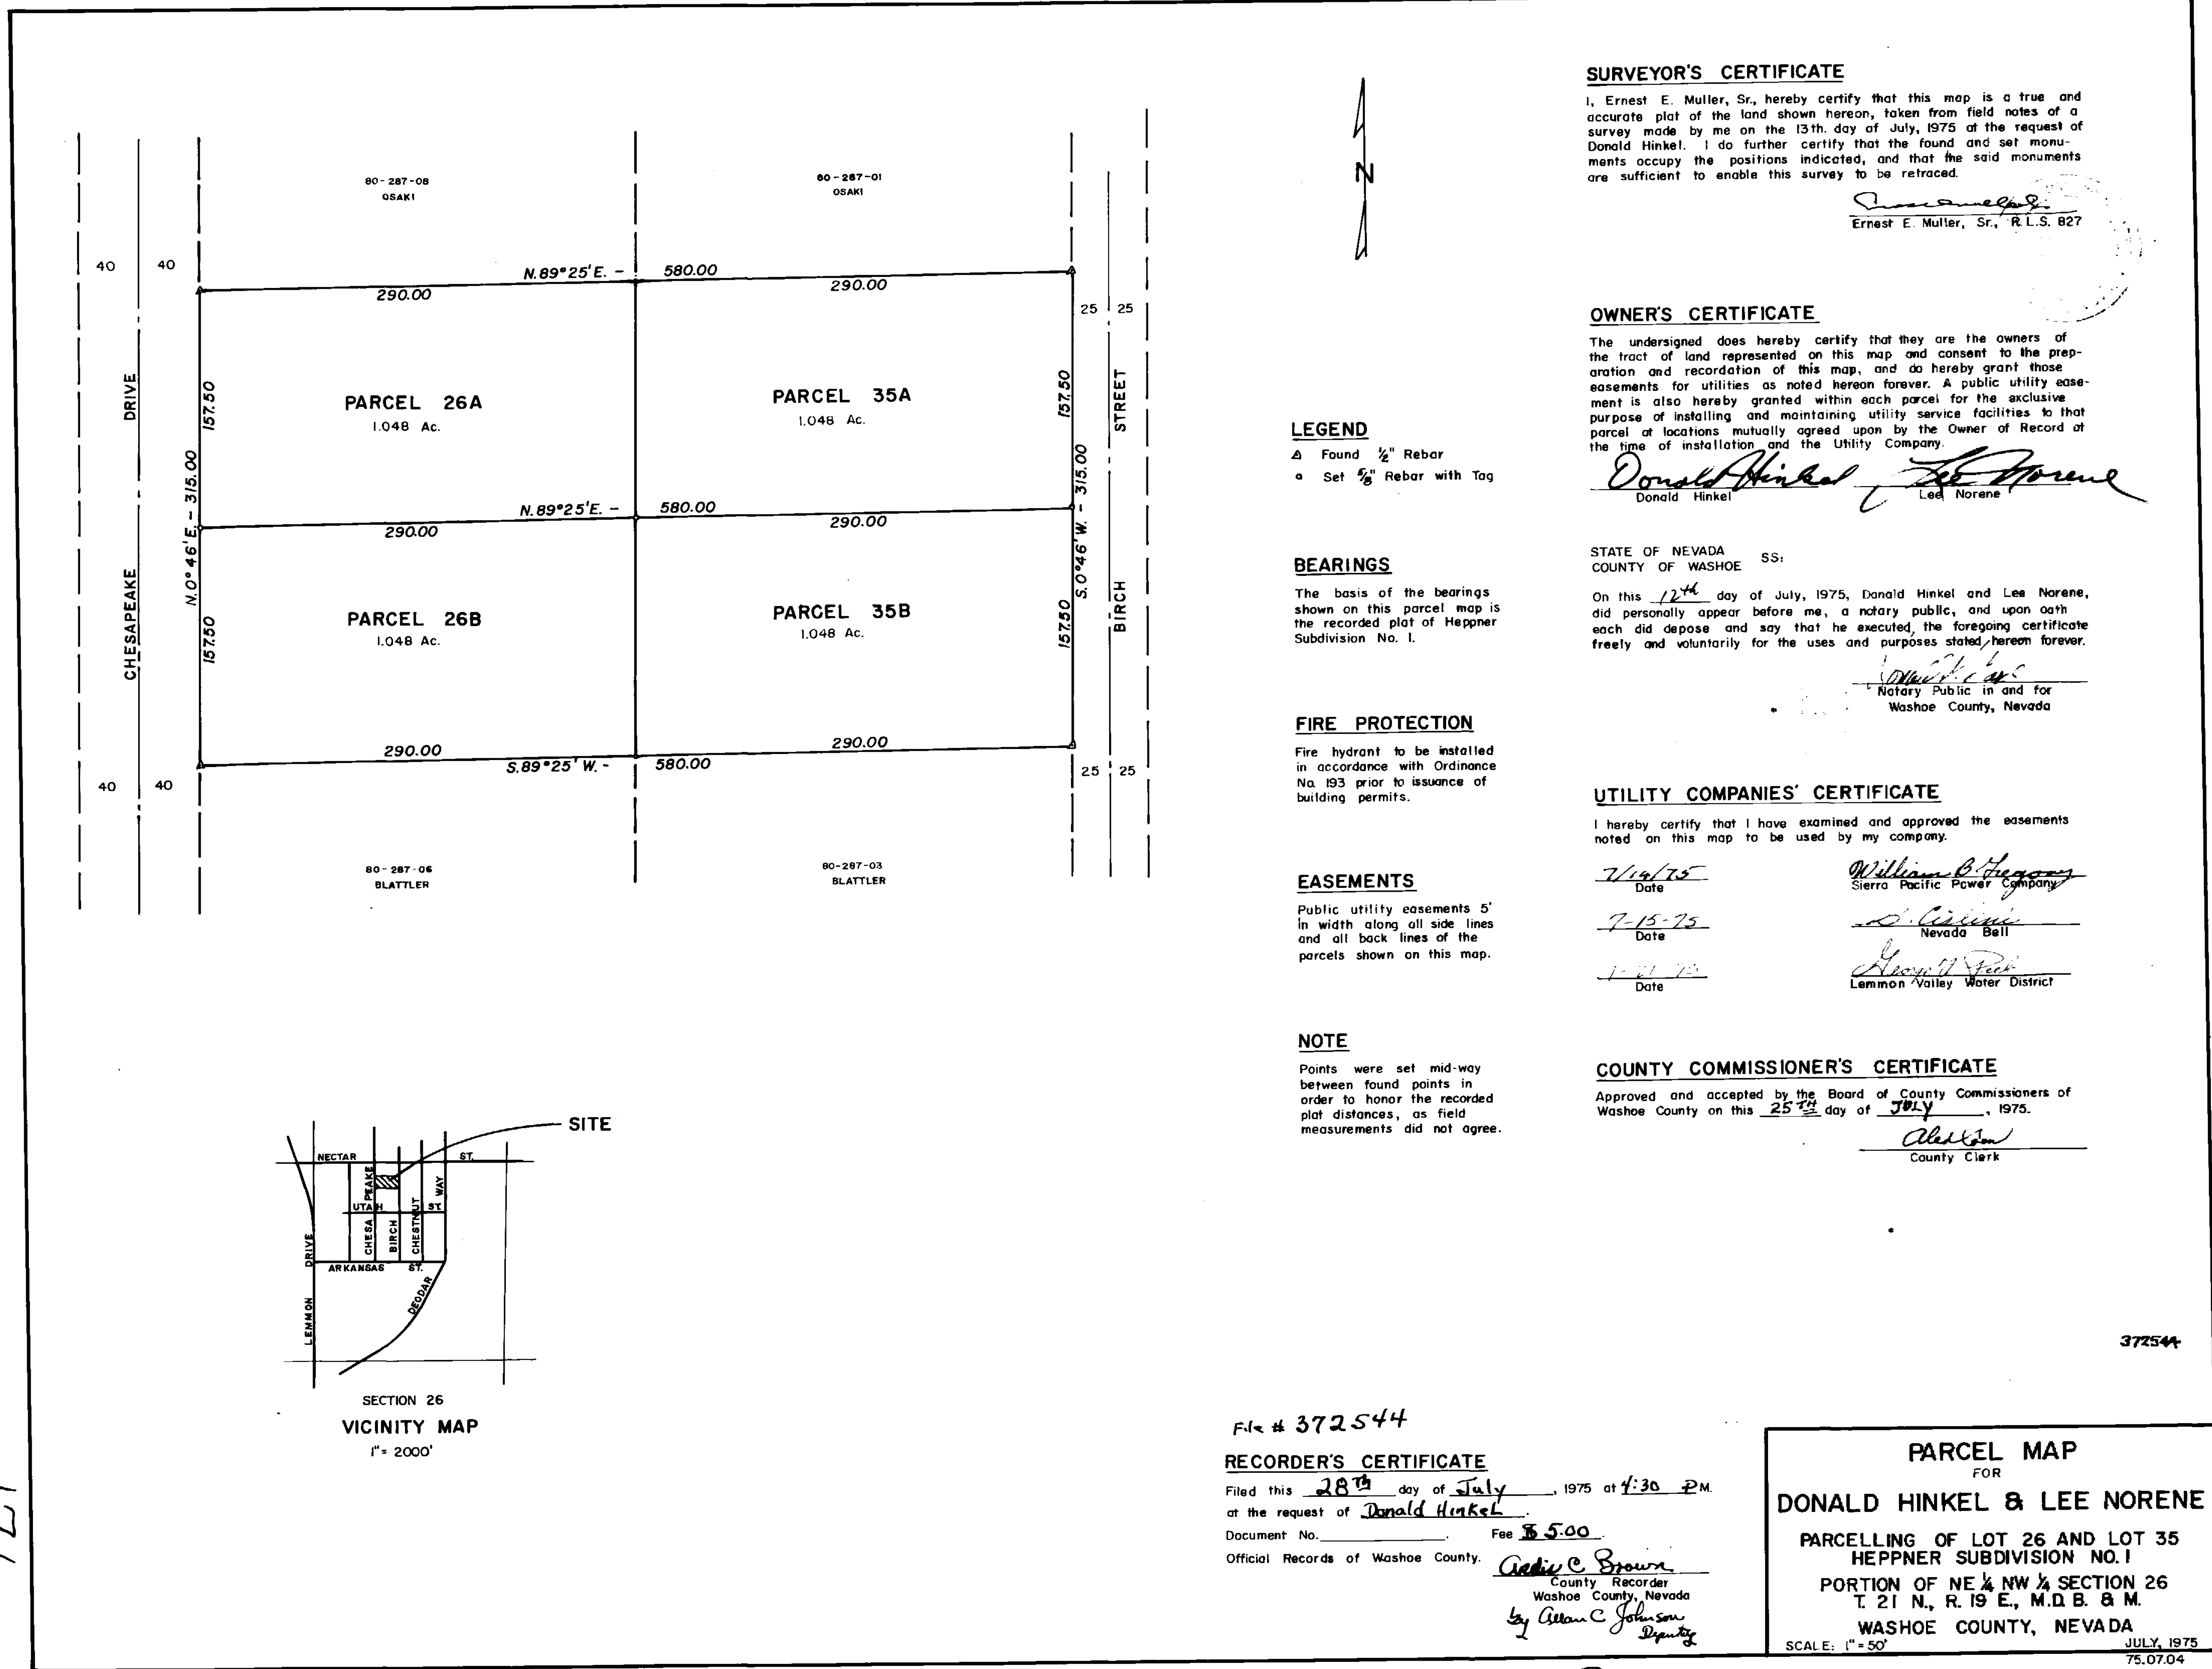 80-287-08
OSAKI
80-287-01
OSAKI
40
40
N. 89°25'E. - 580.00
290.00
290.00
25
25
CHESAPEAKE DRIVE
157.50
PARCEL 26A
1.048 Ac.
PARCEL 35A
1.048 Ac.
157.50
BIRCH STREET
N. 0° 46' E. - 315.00
S. 0°46' W. - 315.00
N. 89°25'E. - 580.00
290.00
290.00
157.50
PARCEL 26B
1.048 Ac.
PARCEL 35B
1.048 Ac.
157.50
290.00
290.00
S. 89°25' W. - 580.00
40
40
25
25
80-287-06
BLATTLER
80-287-03
BLATTLER
N
LEGEND
Found 1/2" Rebar
Set 5/8" Rebar with Tag
BEARINGS
The basis of the bearings
shown on this parcel map is
the recorded plat of Heppner
Subdivision No. 1.
FIRE PROTECTION
Fire hydrant to be installed
in accordance with Ordinance
No. 193 prior to issuance of
building permits.
EASEMENTS
Public utility easements 5'
in width along all side lines
and all back lines of the
parcels shown on this map.
NOTE
Points were set mid-way
between found points in
order to honor the recorded
plat distances, as field
measurements did not agree.
SURVEYOR'S CERTIFICATE
I, Ernest E. Muller, Sr., hereby certify that this map is a true and
accurate plat of the land shown hereon, taken from field notes of a
survey made by me on the 13th. day of July, 1975 at the request of
Donald Hinkel. I do further certify that the found and set monu-
ments occupy the positions indicated, and that the said monuments
are sufficient to enable this survey to be retraced.
Ernest E. Muller, Sr., R.L.S. 827
OWNER'S CERTIFICATE
The undersigned does hereby certify that they are the owners of
the tract of land represented on this map and consent to the prep-
aration and recordation of this map, and do hereby grant those
easements for utilities as noted hereon forever. A public utility ease-
ment is also hereby granted within each parcel for the exclusive
purpose of installing and maintaining utility service facilities to that
parcel at locations mutually agreed upon by the Owner of Record at
the time of installation and the Utility Company.
Donald Hinkel Lee Norene
Donald Hinkel Lee Norene
STATE OF NEVADA
COUNTY OF WASHOE SS:
On this 12th day of July, 1975, Donald Hinkel and Lee Norene,
did personally appear before me, a notary public, and upon oath
each did depose and say that he executed the foregoing certificate
freely and voluntarily for the uses and purposes stated hereon forever.
Notary Public in and for
Washoe County, Nevada
UTILITY COMPANIES' CERTIFICATE
I hereby certify that I have examined and approved the easements
noted on this map to be used by my company.
7/14/75 William B. Gregory
Date Sierra Pacific Power Company
7-15-75
Date Nevada Bell
Date Lemmon Valley Water District
COUNTY COMMISSIONER'S CERTIFICATE
Approved and accepted by the Board of County Commissioners of
Washoe County on this 25TH day of JULY, 1975.
County Clerk
SITE
NECTAR ST.
CHESA PEAKE
UTAH ST.
WAY
BIRCH
CHESTNUT
LEMMON DRIVE
ARKANSAS ST.
DEODAR
SECTION 26
VICINITY MAP
1" = 2000'
372544
File # 372544
RECORDER'S CERTIFICATE
Filed this 28TH day of July, 1975 at 4:30 P M.
at the request of Donald Hinkel.
Document No. Fee $ 5.00.
Official Records of Washoe County. Ardis C. Brown
County Recorder
Washoe County, Nevada
by Allan C Johnson
Deputy
PARCEL MAP
FOR
DONALD HINKEL & LEE NORENE
PARCELLING OF LOT 26 AND LOT 35
HEPPNER SUBDIVISION NO. 1
PORTION OF NE 1/4 NW 1/4 SECTION 26
T. 21 N., R. 19 E., M.D.B. & M.
WASHOE COUNTY, NEVADA
SCALE: 1" = 50' JULY, 1975
75.07.04